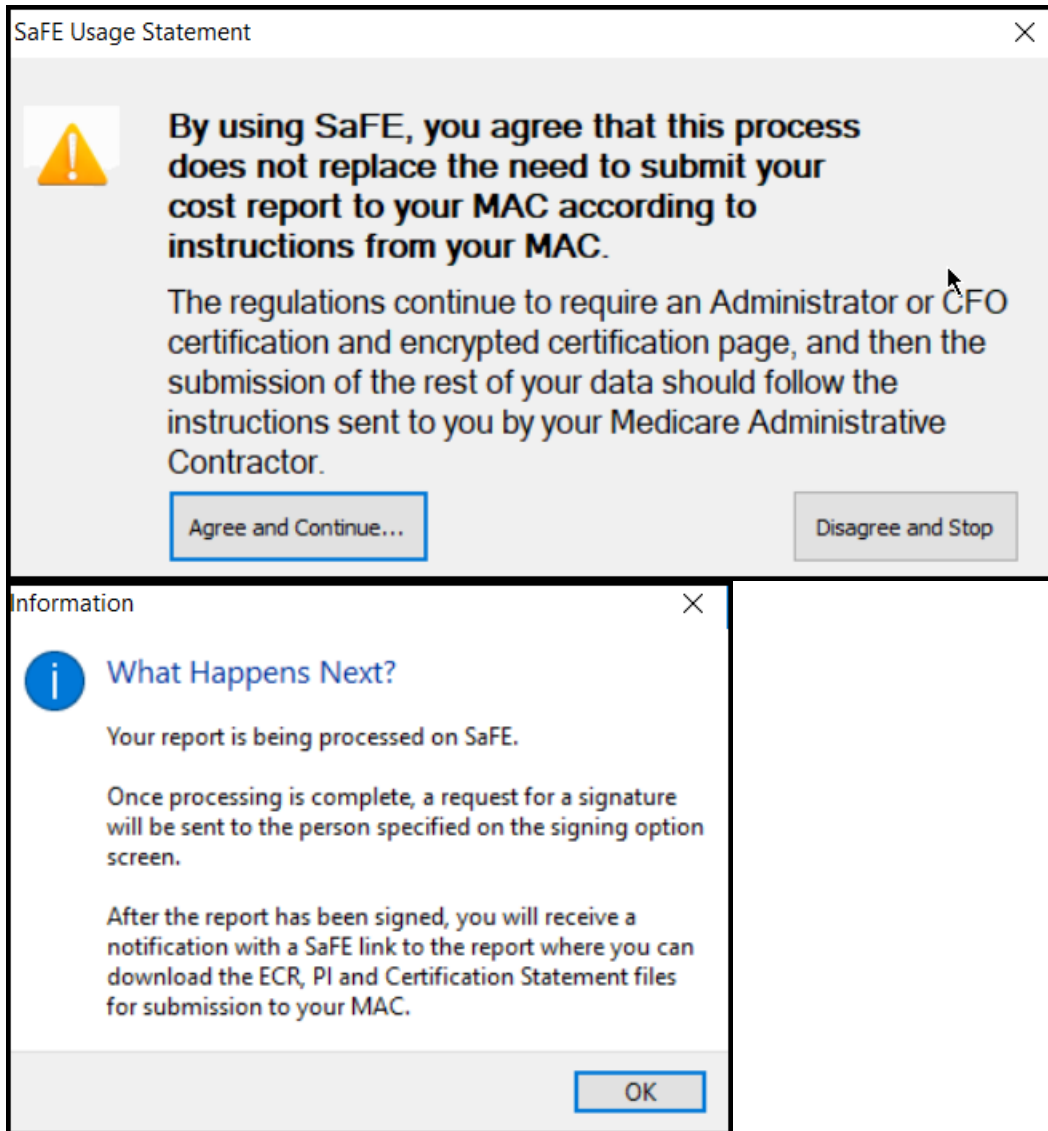 SaFE Usage Statement
By using SaFE, you agree that this process
does not replace the need to submit your
cost report to your MAC according to
instructions from your MAC.
The regulations continue to require an Administrator or CFO
certification and encrypted certification page, and then the
submission of the rest of your data should follow the
instructions sent to you by your Medicare Administrative
Contractor.
Agree and Continue...
Disagree and Stop
Information
What Happens Next?
Your report is being processed on SaFE.
Once processing is complete, a request for a signature
will be sent to the person specified on the signing option
screen.
After the report has been signed, you will receive a
notification with a SaFE link to the report where you can
download the ECR, PI and Certification Statement files
for submission to your MAC.
OK